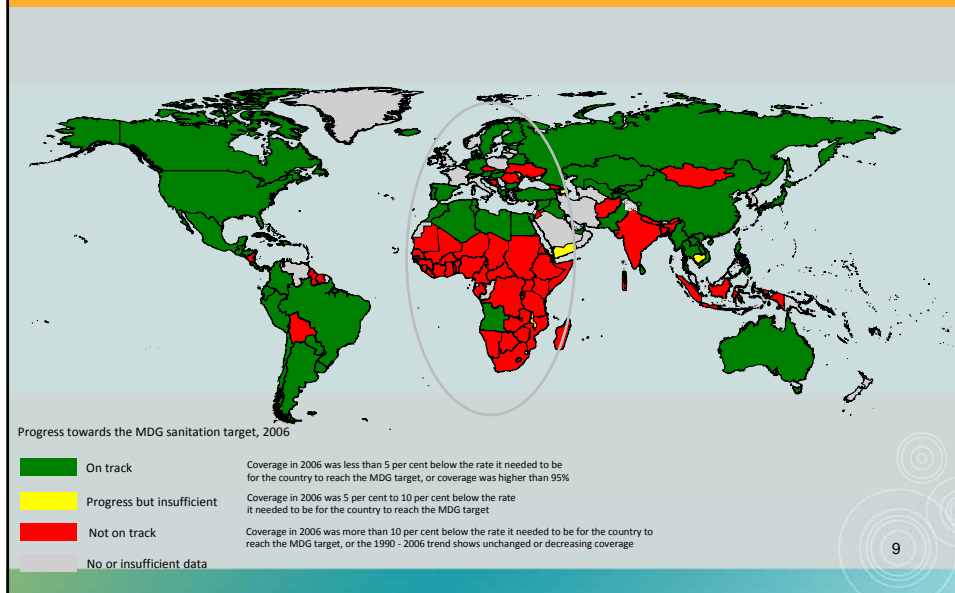 Progress towards the MDG sanitation target, 2006
On track
Coverage in 2006 was less than 5 per cent below the rate it needed to be
for the country to reach the MDG target, or coverage was higher than 95%
Progress but insufficient
Coverage in 2006 was 5 per cent to 10 per cent below the rate
it needed to be for the country to reach the MDG target
Not on track
Coverage in 2006 was more than 10 per cent below the rate it needed to be for the country to
reach the MDG target, or the 1990 - 2006 trend shows unchanged or decreasing coverage
No or insufficient data
9